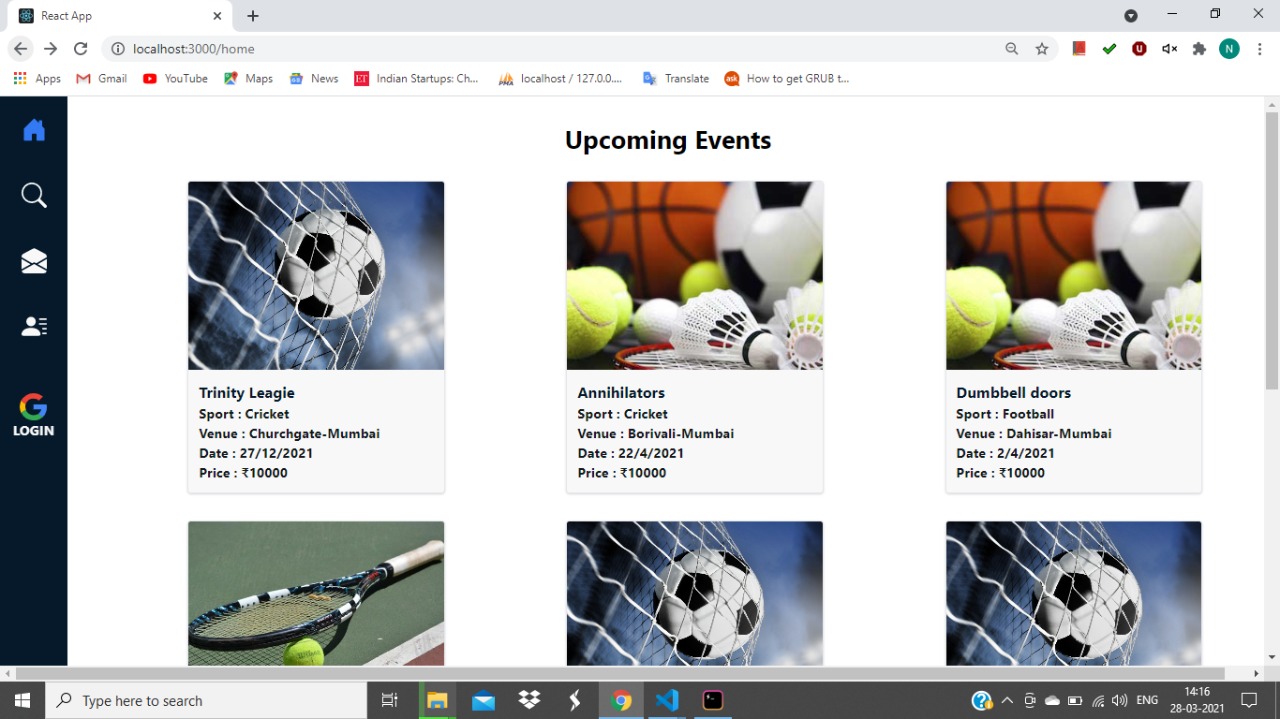 React App
localhost:3000/home
N
Apps
Gmail
YouTube
Maps
News
ET
Indian Startups: Ch...
PMA
localhost / 127.0.0....
Translate
ask
How to get GRUB t...
Upcoming Events
Trinity Leagie
Sport : Cricket
Venue : Churchgate-Mumbai
Date : 27/12/2021
Price : ₹10000
Annihilators
Sport : Cricket
Venue : Borivali-Mumbai
Date : 22/4/2021
Price : ₹10000
Dumbbell doors
Sport : Football
Venue : Dahisar-Mumbai
Date : 2/4/2021
Price : ₹10000
LOGIN
Type here to search
ENG
14:16
28-03-2021